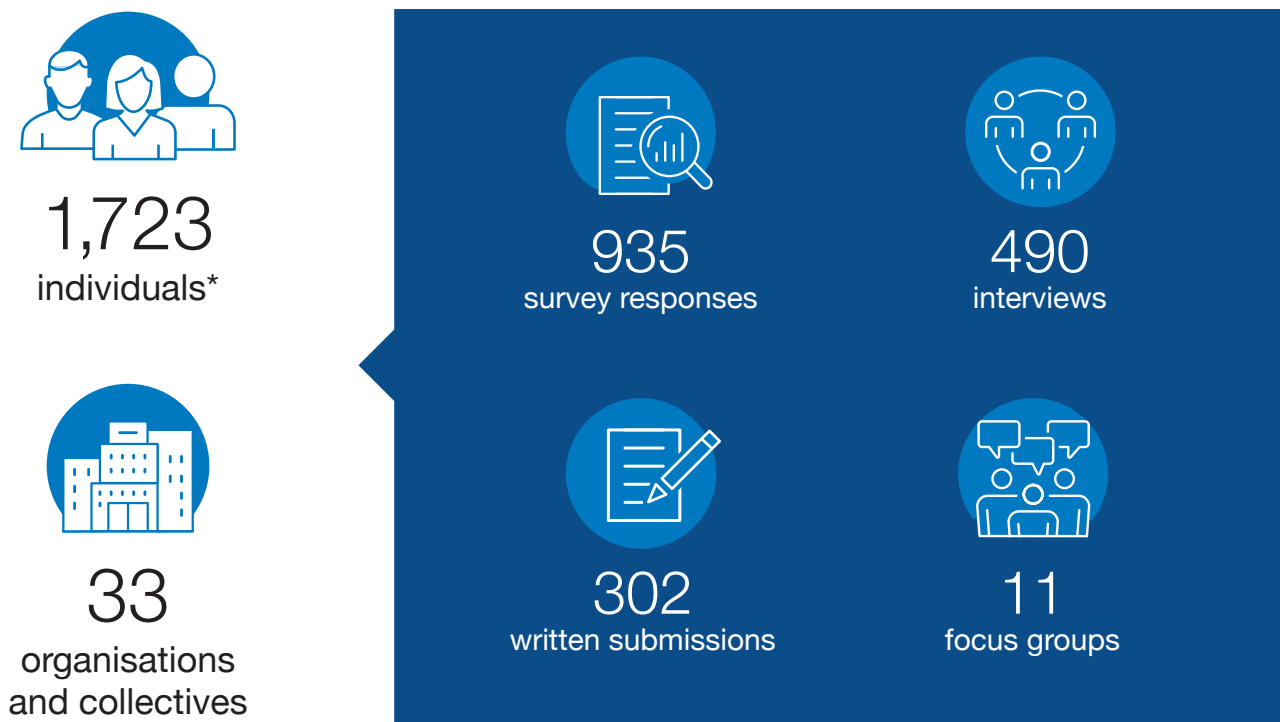 1,723
individuals*
33
organisations
and collectives
935
survey responses
490
interviews
302
written submissions
11
focus groups